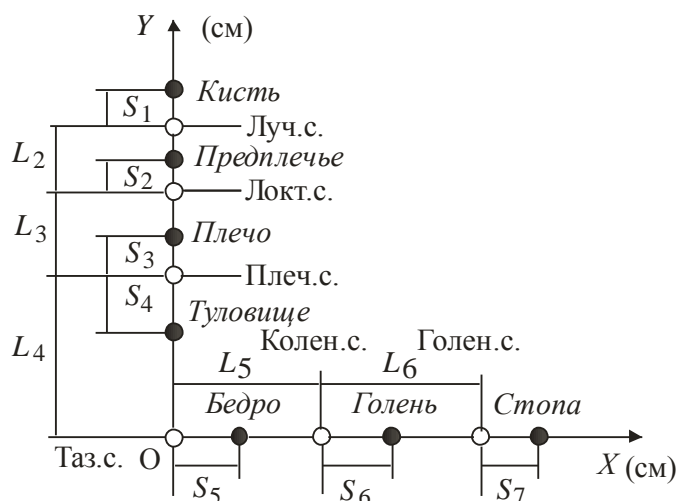 Y (см)
Кисть
S1
Луч.с.
L2
Предплечье
S2
Локт.с.
L3
Плечо
S3
Плеч.с.
S4
Туловище
L4
Колен.с. Голен.с.
L5 L6
Бедро Голень Стопа
Таз.с. O X (см)
S5 S6 S7